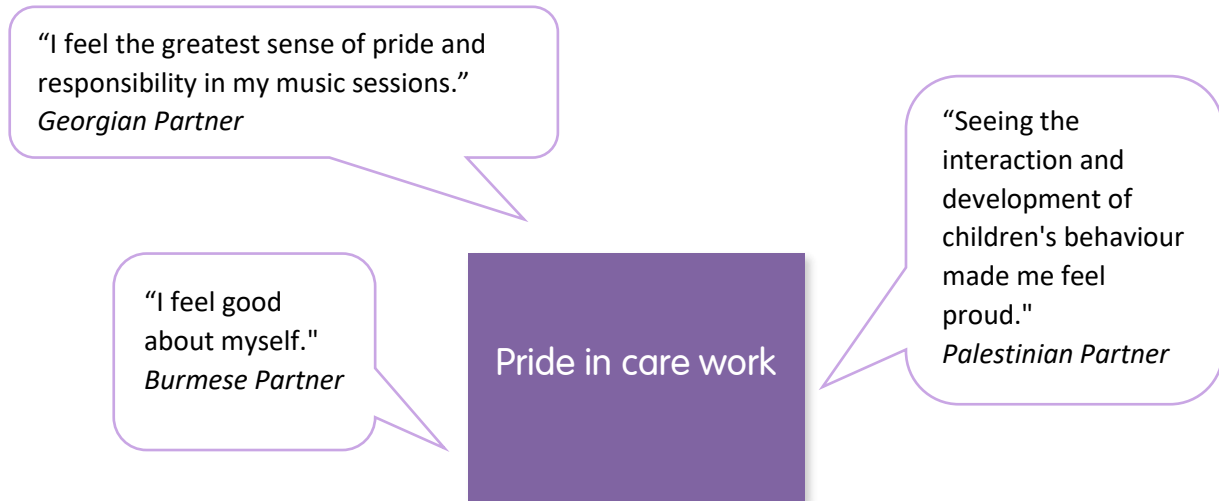 “I feel the greatest sense of pride and
responsibility in my music sessions.”
Georgian Partner
“Seeing the
interaction and
development of
children's behaviour
made me feel
proud."
Palestinian Partner
“I feel good
about myself."
Burmese Partner
Pride in care work